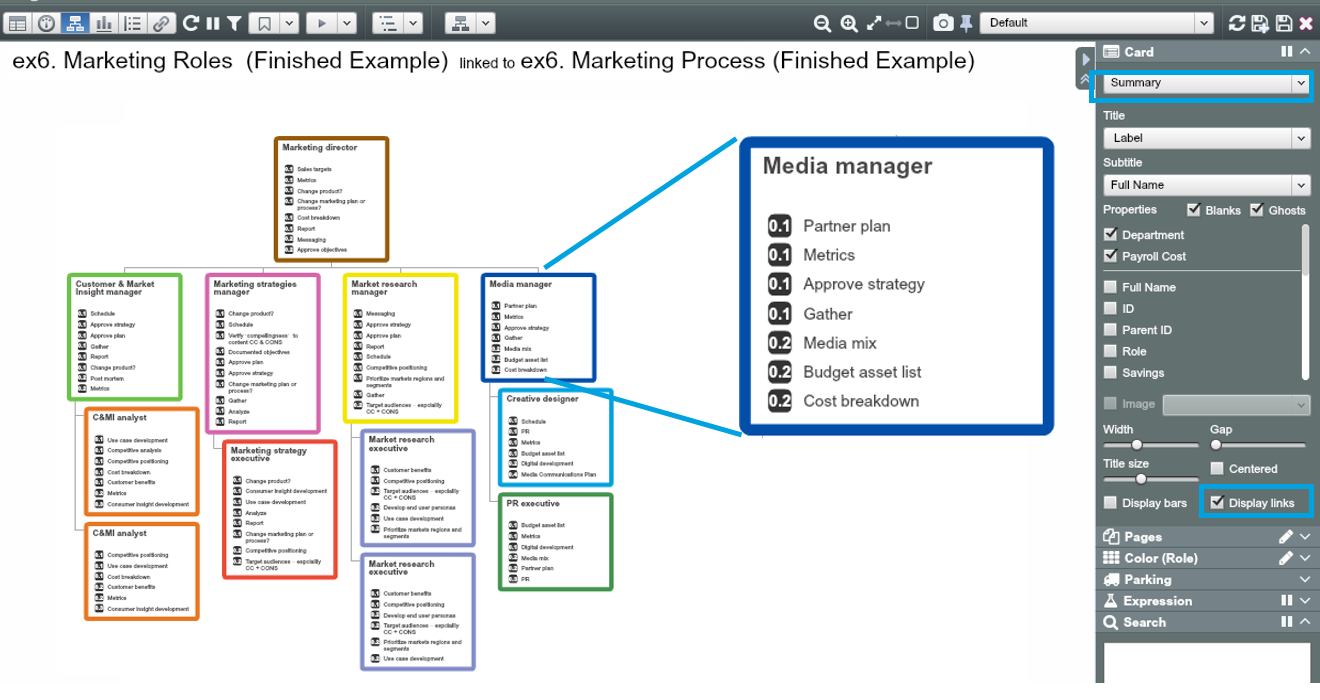 Default
ex6. Marketing Roles (Finished Example) linked to ex6. Marketing Process (Finished Example)
Marketing director
Sales targets
Metrics
Change product?
Change marketing plan or
process?
Cost breakdown
Report
Messaging
Approve objectives
Customer & Market
Insight manager
Schedule
Approve strategy
Approve plan
Gather
Report
Change product?
Post mortem
Metrics
C&MI analyst
Use case development
Competitive analysis
Competitive positioning
Cost breakdown
Customer benefits
Metrics
Consumer insight development
C&MI analyst
Competitive positioning
Use case development
Cost breakdown
Customer benefits
Metrics
Consumer insight development
Marketing strategies
manager
Change product?
Schedule
Verify 'compellingness' to
content CC & CONS
Documented objectives
Approve plan
Approve strategy
Change marketing plan or
process?
Gather
Analyze
Report
Marketing strategy
executive
Change product?
Consumer insight development
Use case development
Analyze
Report
Change marketing plan or
process?
Competitive positioning
Target audiences - espcially
CC + CONS
Market research
manager
Messaging
Approve strategy
Approve plan
Report
Schedule
Competitive positioning
Prioritize markets regions and
segments
Gather
Target audiences - espcially
CC + CONS
Market research
executive
Customer benefits
Competitive positioning
Target audiences - espcially
CC + CONS
Develop end user personas
Use case development
Prioritize markets regions and
segments
Market research
executive
Customer benefits
Competitive positioning
Develop end user personas
Target audiences - espcially
CC + CONS
Prioritize markets regions and
segments
Use case development
Media manager
Partner plan
Metrics
Approve strategy
Gather
Media mix
Budget asset list
Cost breakdown
Creative designer
Schedule
PR
Metrics
Budget asset list
Digital development
Media Communications Plan
PR executive
Budget asset list
Metrics
Digital development
Media mix
Partner plan
PR
Media manager
0.1 Partner plan
0.1 Metrics
0.1 Approve strategy
0.1 Gather
0.2 Media mix
0.2 Budget asset list
0.2 Cost breakdown
Card
Summary
Title
Label
Subtitle
Full Name
Properties Blanks Ghosts
Department
Payroll Cost
Full Name
ID
Parent ID
Role
Savings
Image
Width Gap
Title size Centered
Display bars Display links
Pages
Color (Role)
Parking
Expression
Search